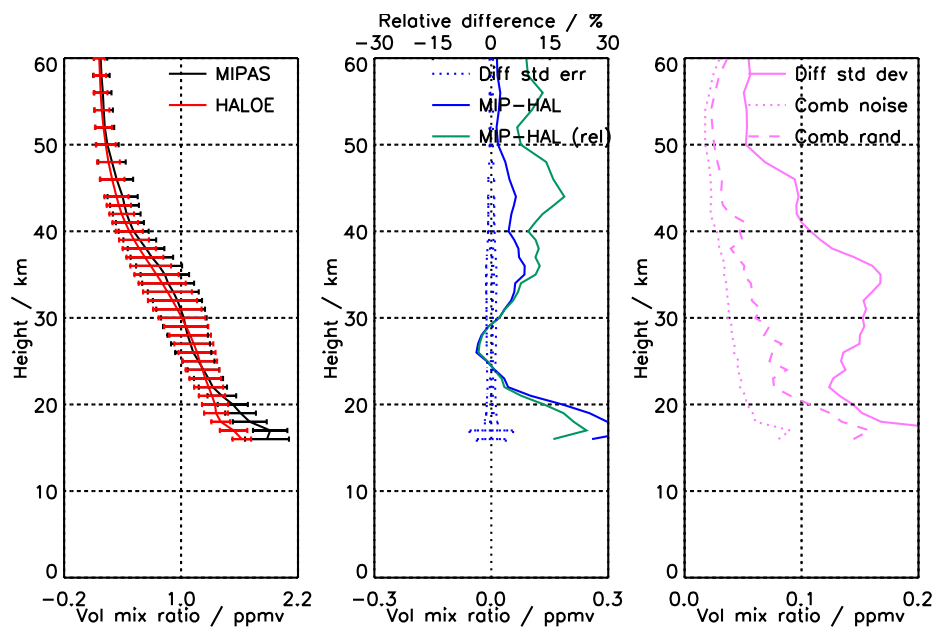 Relative difference / %
−30 −15 0 15 30
60 MIPAS
HALOE
50
40
30
20
10
0
Height / km
−0.2 1.0 2.2
Vol mix ratio / ppmv
60 Diff std err
MIP−HAL
MIP−HAL (rel)
50
40
30
20
10
0
Height / km
−0.3 0.0 0.3
Vol mix ratio / ppmv
60 Diff std dev
Comb noise
Comb rand
50
40
30
20
10
0
Height / km
0.0 0.1 0.2
Vol mix ratio / ppmv